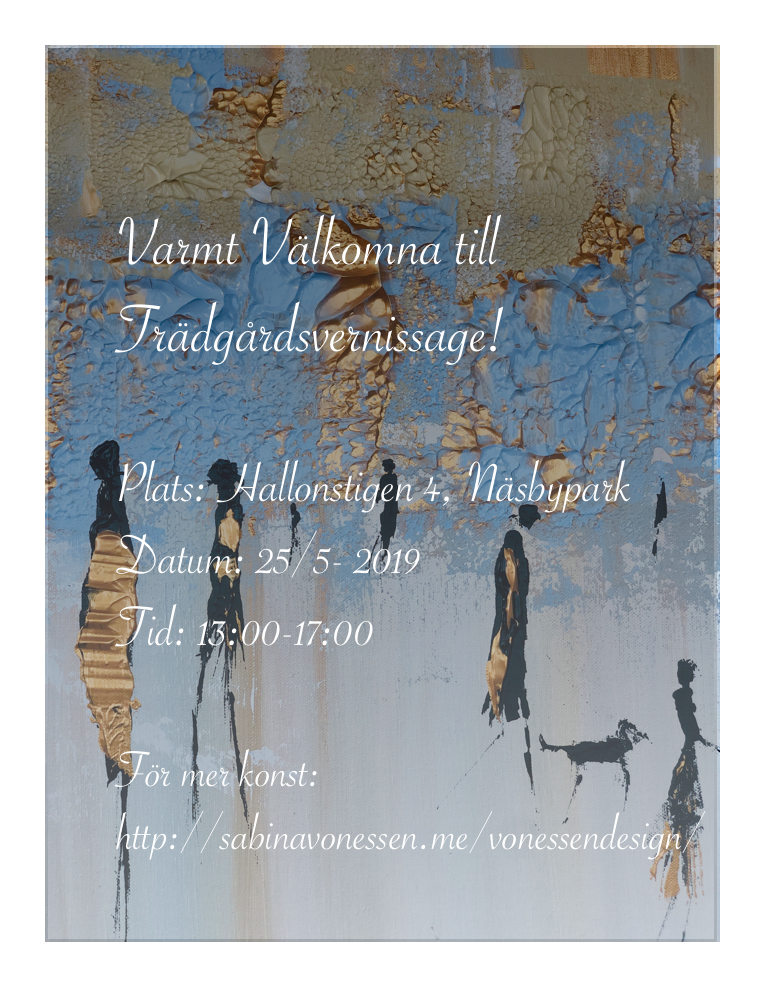 Varmt Välkomna till
Trädgårdsvernissage!
Plats: Hallonstigen 4, Näsbypark
Datum: 25/5- 2019
Tid: 13:00-17:00
För mer konst:
http://sabinavonessen.me/vonessendesign/